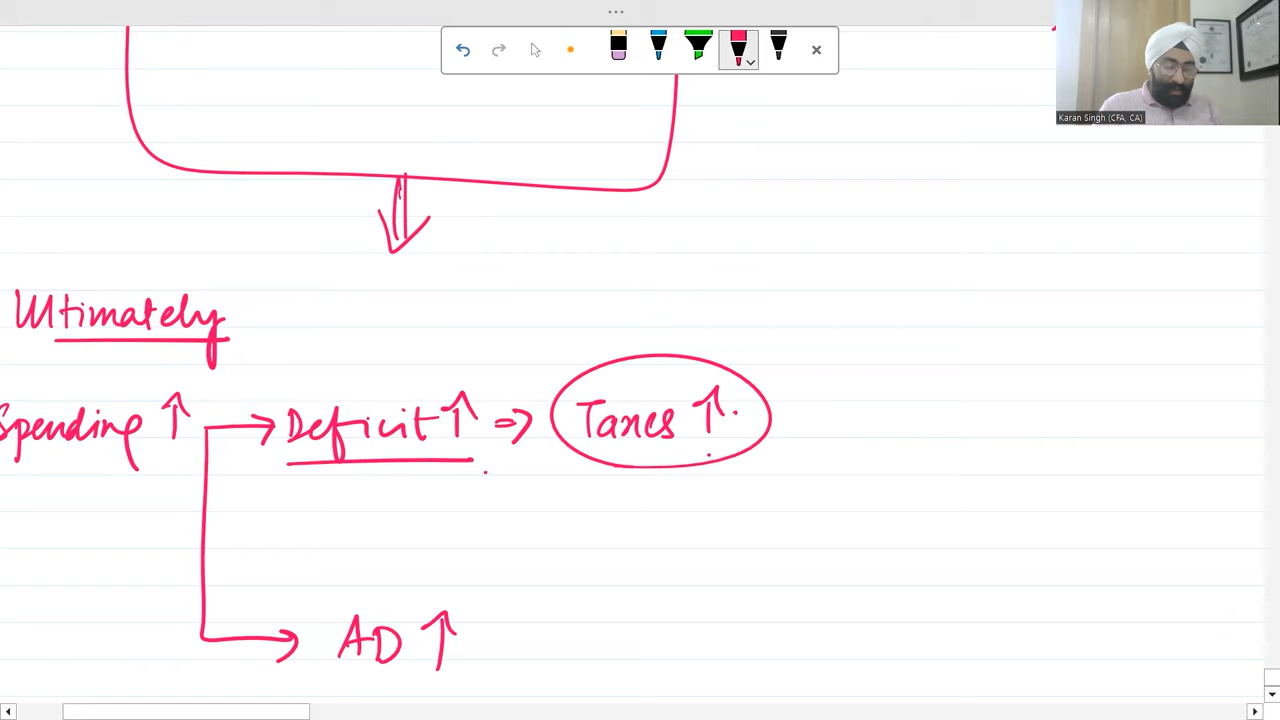 Karan Singh (CFA, CA)
Ultimately
Spending ↑ → Deficit ↑ ⇒ Taxes ↑.
→ AD ↑